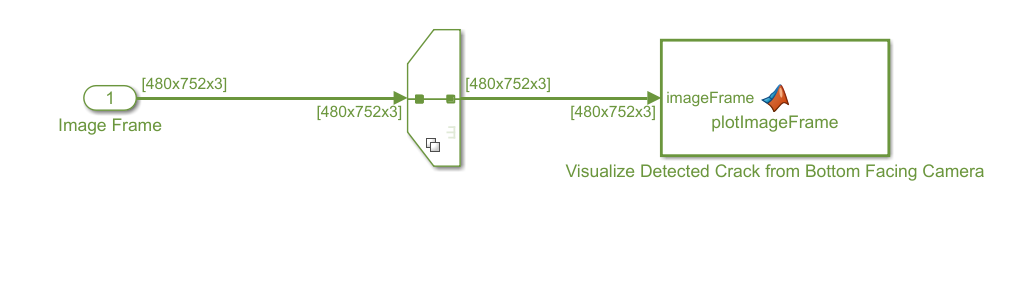 [480x752x3]
[480x752x3]
1
[480x752x3]
[480x752x3]
imageFrame
plotImageFrame
Image Frame
Visualize Detected Crack from Bottom Facing Camera